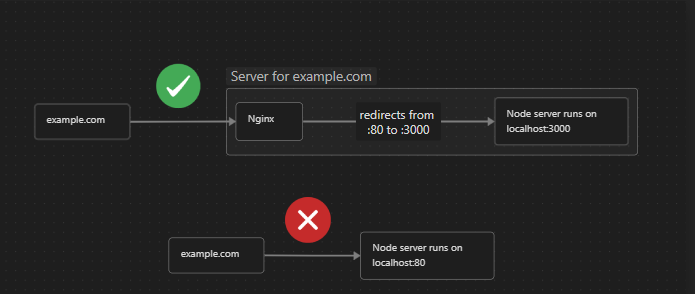 Server for example.com
example.com
Nginx
redirects from
:80 to :3000
Node server runs on
localhost:3000
example.com
Node server runs on
localhost:80